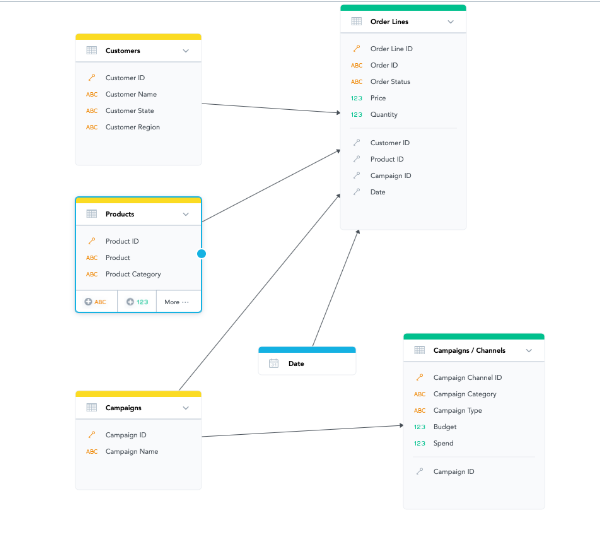 Order Lines
Order Line ID
ABC Order ID
ABC Order Status
123 Price
123 Quantity
Customer ID
Product ID
Campaign ID
Date
Customers
Customer ID
ABC Customer Name
ABC Customer State
ABC Customer Region
Products
Product ID
ABC Product
ABC Product Category
ABC 123 More ···
Date
Campaigns
Campaign ID
ABC Campaign Name
Campaigns / Channels
Campaign Channel ID
ABC Campaign Category
ABC Campaign Type
123 Budget
123 Spend
Campaign ID